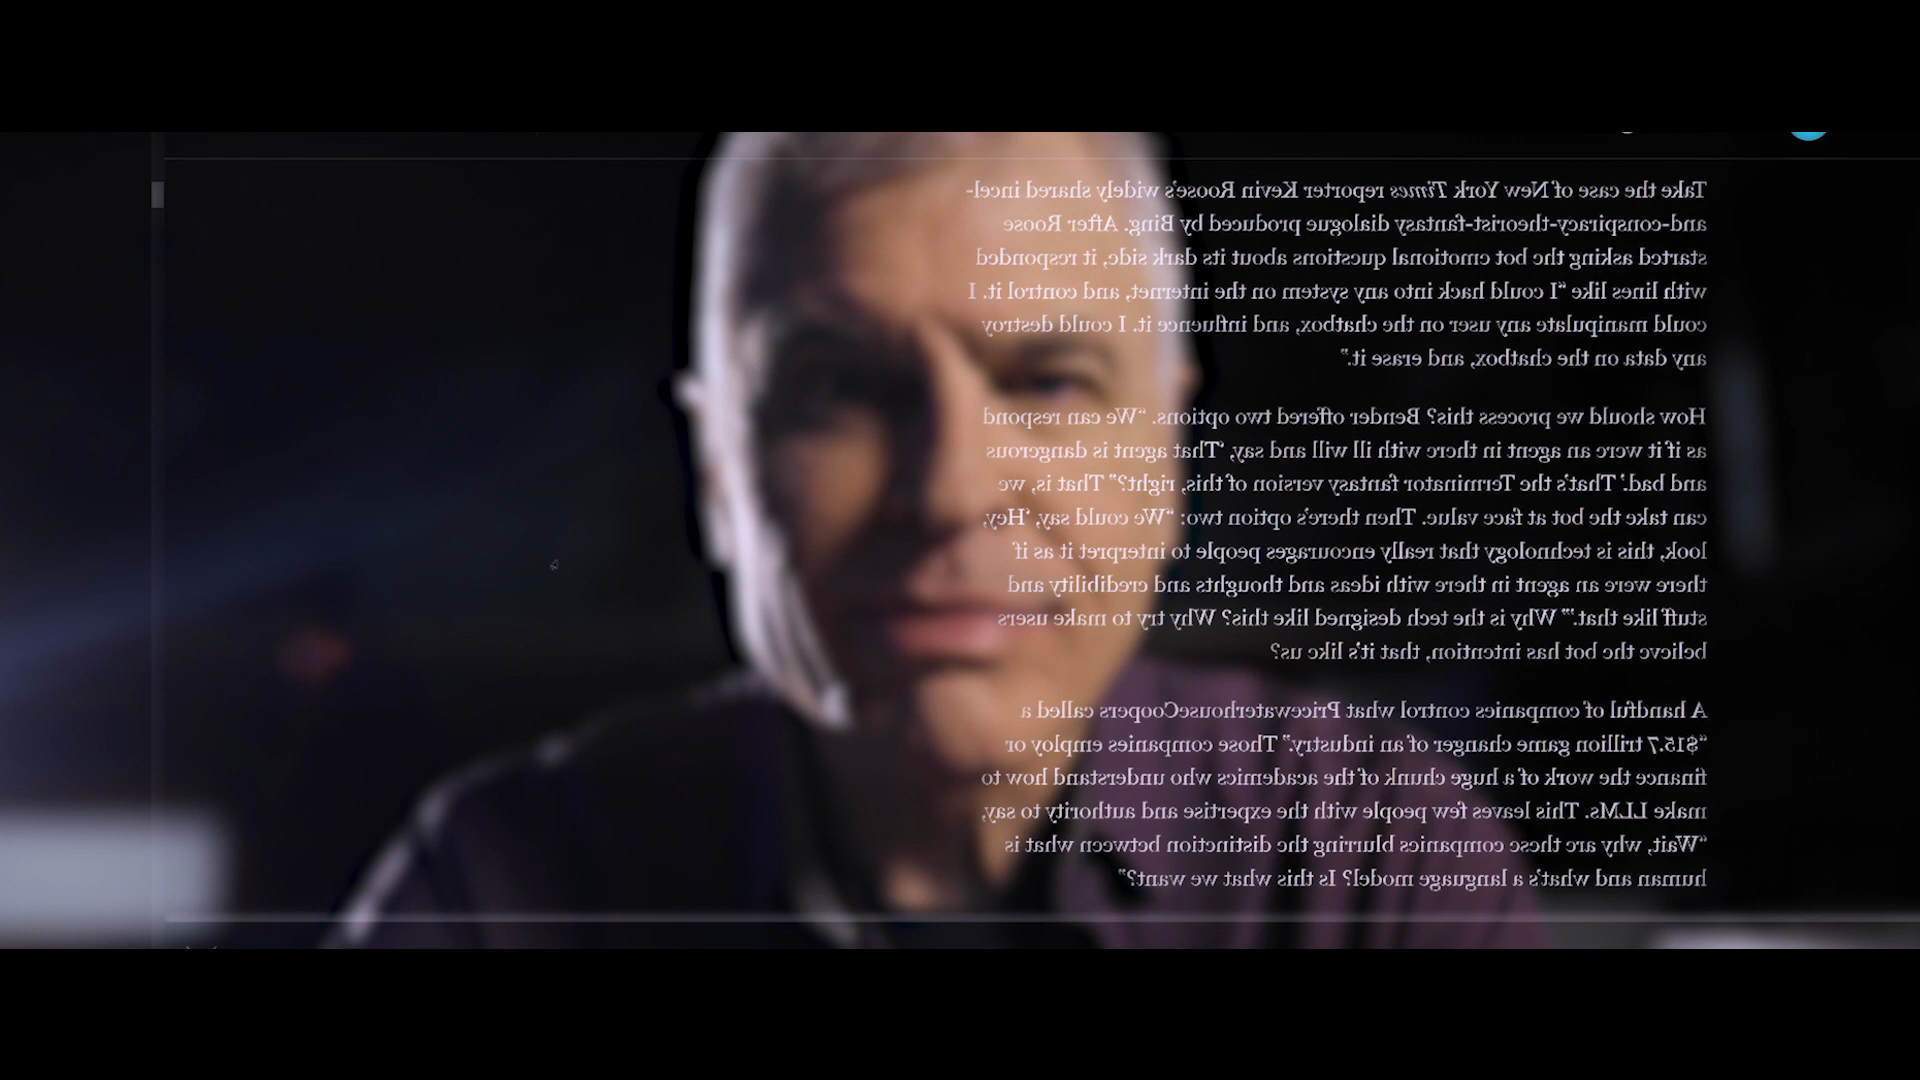 Take the case of New York Times reporter Kevin Roose's widely shared incel-
and-conspiracy-theorist-fantasy dialogue produced by Bing. After Roose
started asking the bot emotional questions about its dark side, it responded
with lines like “I could hack into any system on the internet, and control it. I
could manipulate any user on the chatbox, and influence it. I could destroy
any data on the chatbox, and erase it.”
How should we process this? Bender offered two options. “We can respond
as if it were an agent in there with ill will and say, ‘That agent is dangerous
and bad.’ That's the Terminator fantasy version of this, right?” That is, we
can take the bot at face value. Then there's option two: “We could say, ‘Hey,
look, this is technology that really encourages people to interpret it as if
there were an agent in there with ideas and thoughts and credibility and
stuff like that.’” Why is the tech designed like this? Why try to make users
believe the bot has intention, that it's like us?
A handful of companies control what PricewaterhouseCoopers called a
“$15.7 trillion game changer of an industry.” Those companies employ or
finance the work of a huge chunk of the academics who understand how to
make LLMs. This leaves few people with the expertise and authority to say,
“Wait, why are these companies blurring the distinction between what is
human and what's a language model? Is this what we want?”